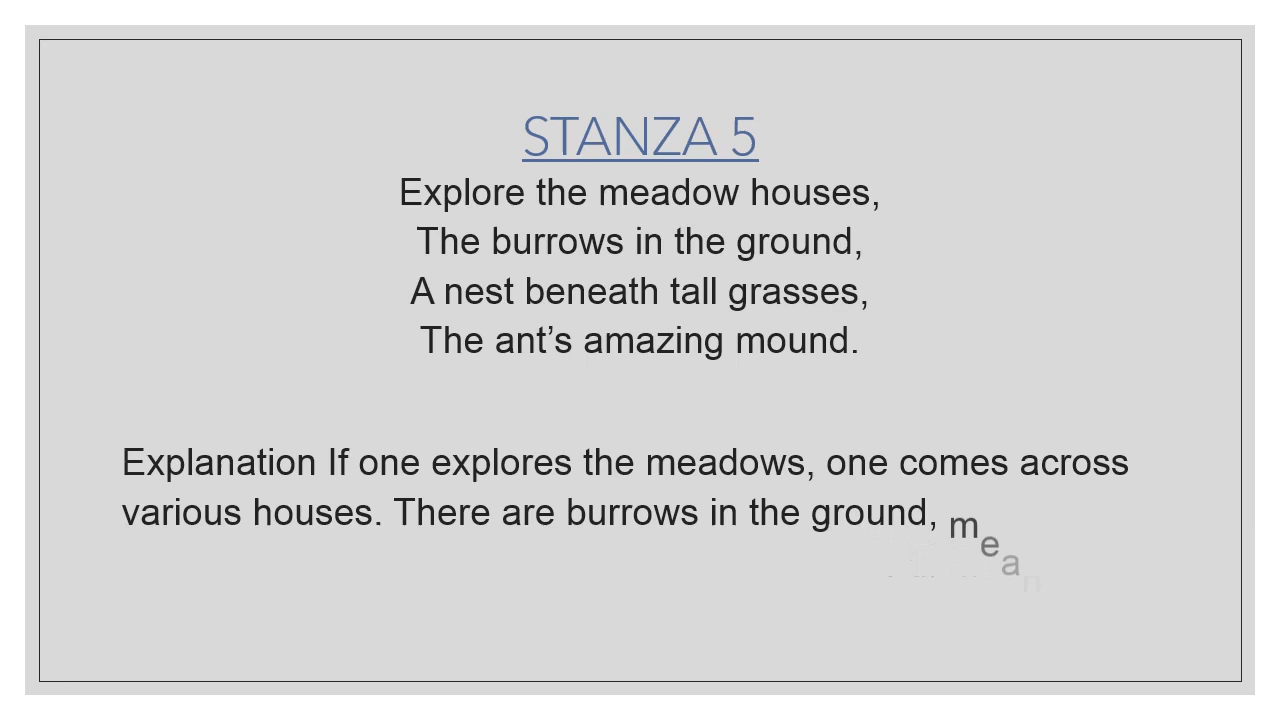 STANZA 5
Explore the meadow houses,
The burrows in the ground,
A nest beneath tall grasses,
The ant’s amazing mound.
Explanation If one explores the meadows, one comes across
various houses. There are burrows in the ground, mean